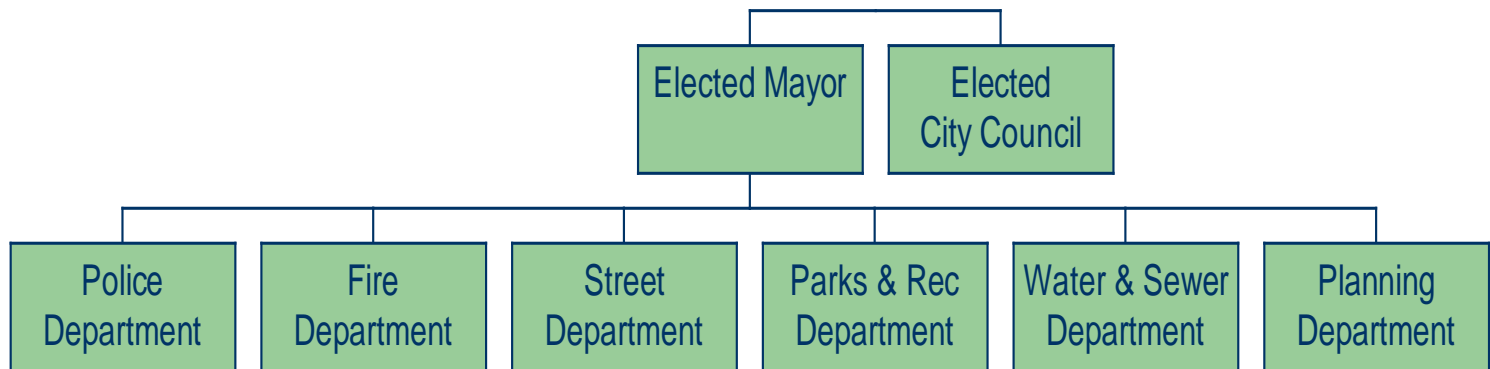 Elected Mayor
Elected
City Council
Police
Department
Fire
Department
Street
Department
Parks & Rec
Department
Water & Sewer
Department
Planning
Department